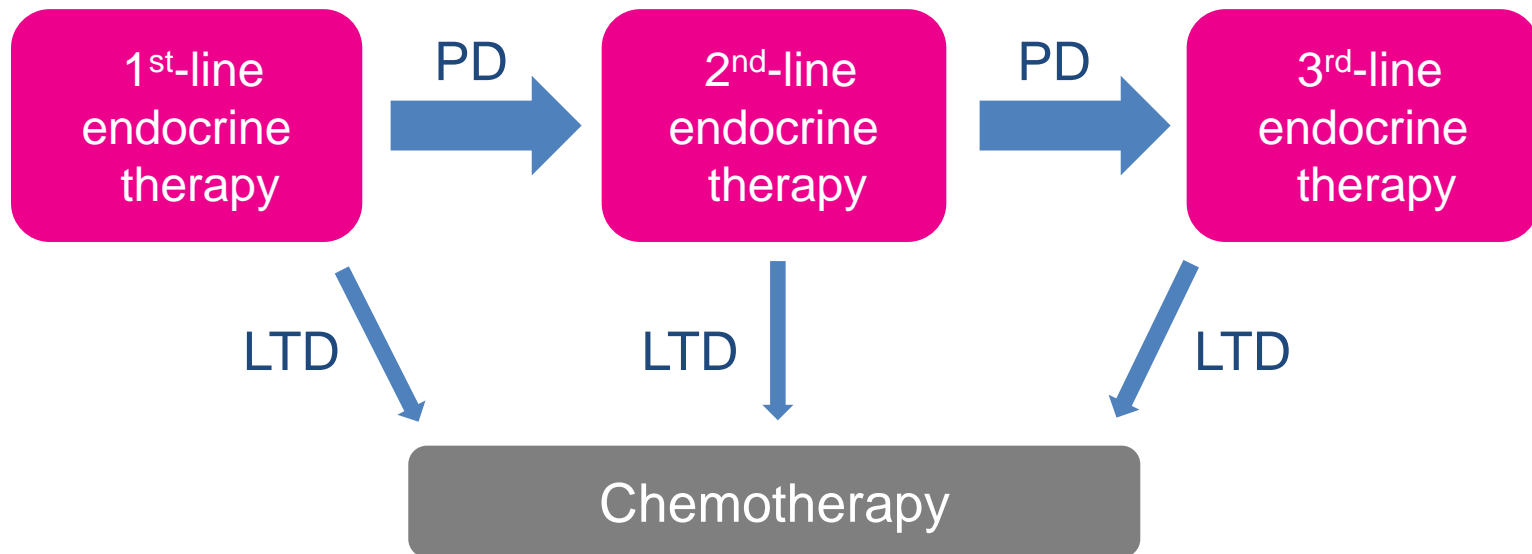 1st-line
endocrine
therapy
PD
2nd-line
endocrine
therapy
PD
3rd-line
endocrine
therapy
LTD
LTD
LTD
Chemotherapy